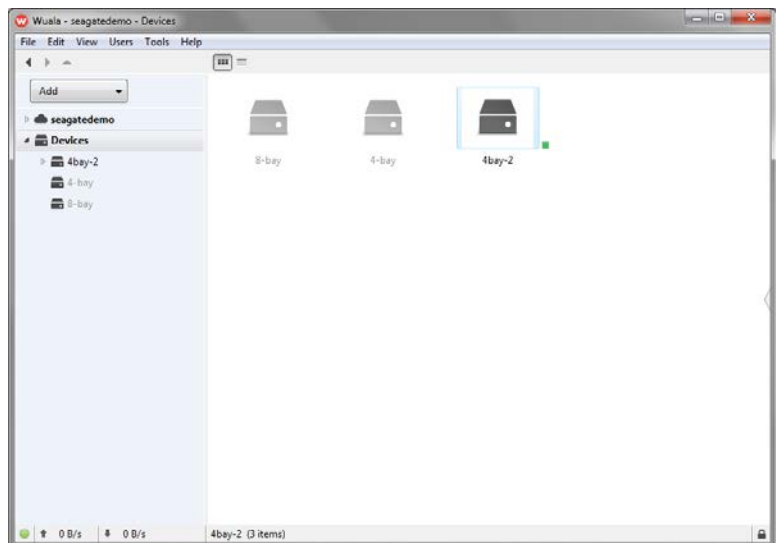 Wuala - seagatedemo - Devices
File Edit View Users Tools Help
Add
seagatedemo
Devices
4bay-2
4-bay
8-bay
8-bay 4-bay 4bay-2
0 B/s 0 B/s 4bay-2 (3 items)